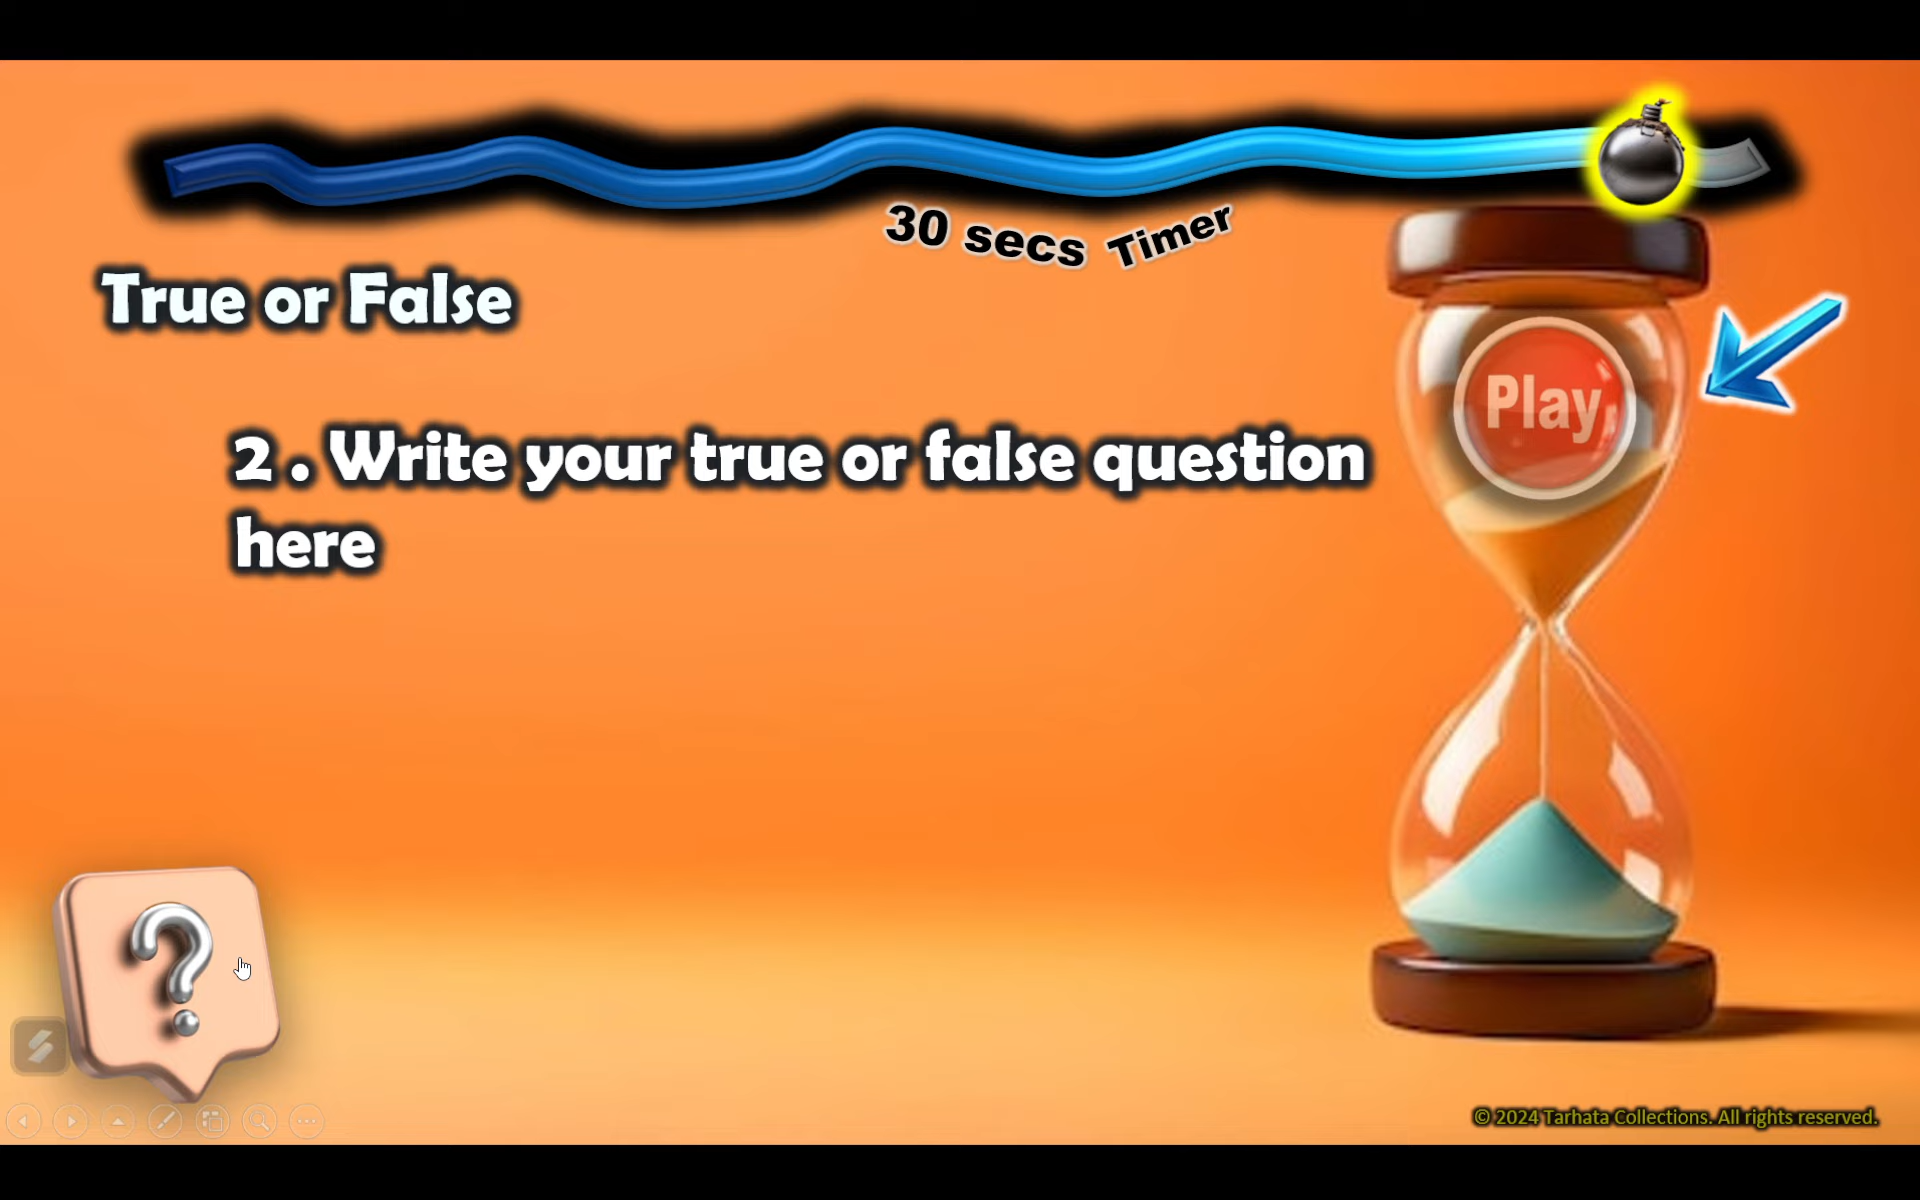 30 secs Timer
True or False
Play
2 . Write your true or false question
here
© 2024 Tarhata Collections. All rights reserved.